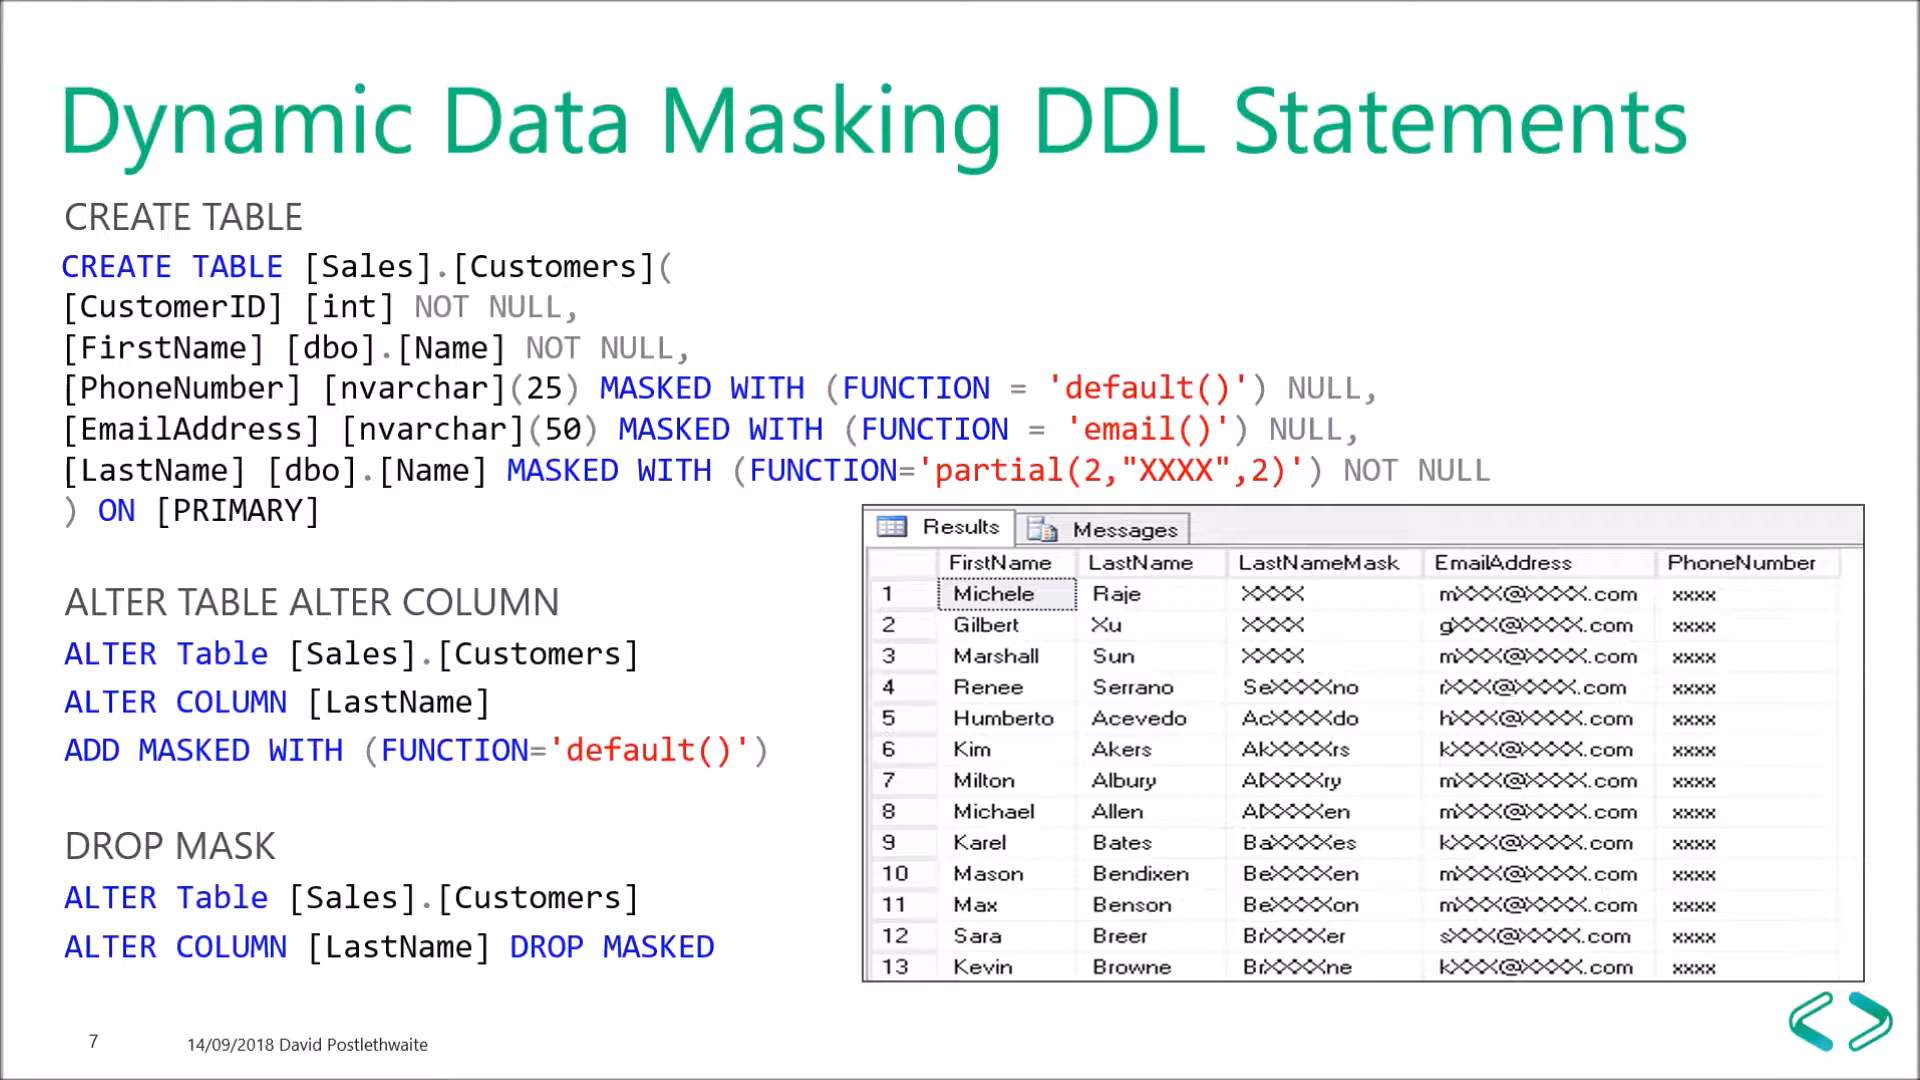 Dynamic Data Masking DDL Statements
CREATE TABLE
CREATE TABLE [Sales].[Customers](
[CustomerID] [int] NOT NULL,
[FirstName] [dbo].[Name] NOT NULL,
[PhoneNumber] [nvarchar](25) MASKED WITH (FUNCTION = 'default()') NULL,
[EmailAddress] [nvarchar](50) MASKED WITH (FUNCTION = 'email()') NULL,
[LastName] [dbo].[Name] MASKED WITH (FUNCTION='partial(2,"XXXX",2)') NOT NULL
) ON [PRIMARY]
ALTER TABLE ALTER COLUMN
ALTER Table [Sales].[Customers]
ALTER COLUMN [LastName]
ADD MASKED WITH (FUNCTION='default()')
DROP MASK
ALTER Table [Sales].[Customers]
ALTER COLUMN [LastName] DROP MASKED
Results Messages
FirstName LastName LastNameMask EmailAddress PhoneNumber
1 Michele Raje XXXX mXXX@XXXX.com xxxx
2 Gilbert Xu XXXX gXXX@XXXX.com xxxx
3 Marshall Sun XXXX mXXX@XXXX.com xxxx
4 Renee Serrano SeXXXXno rXXX@XXXX.com xxxx
5 Humberto Acevedo AcXXXXdo hXXX@XXXX.com xxxx
6 Kim Akers AkXXXXrs kXXX@XXXX.com xxxx
7 Milton Albury AlXXXXry mXXX@XXXX.com xxxx
8 Michael Allen AlXXXXen mXXX@XXXX.com xxxx
9 Karel Bates BaXXXXes kXXX@XXXX.com xxxx
10 Mason Bendixen BeXXXXen mXXX@XXXX.com xxxx
11 Max Benson BeXXXXon mXXX@XXXX.com xxxx
12 Sara Breer BrXXXXer sXXX@XXXX.com xxxx
13 Kevin Browne BrXXXXne kXXX@XXXX.com xxxx
7 14/09/2018 David Postlethwaite